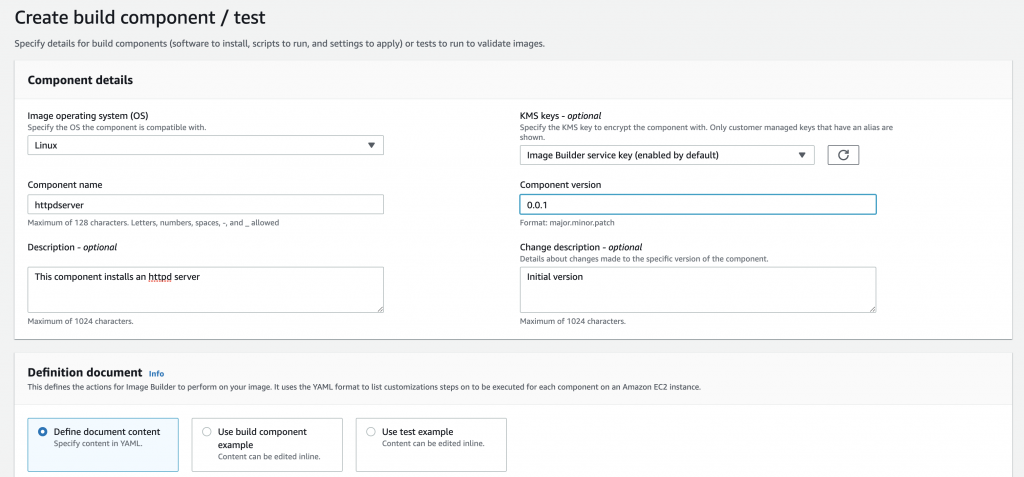 Create build component / test
Specify details for build components (software to install, scripts to run, and settings to apply) or tests to run to validate images.
Component details
Image operating system (OS)
Specify the OS the component is compatible with.
Linux
KMS keys - optional
Specify the KMS key to encrypt the component with. Only customer managed keys that have an alias are
shown.
Image Builder service key (enabled by default)
Component name
httpdserver
Maximum of 128 characters. Letters, numbers, spaces, -, and _ allowed
Component version
0.0.1
Format: major.minor.patch
Description - optional
This component installs an httpd server
Maximum of 1024 characters.
Change description - optional
Details about changes made to the specific version of the component.
Initial version
Maximum of 1024 characters.
Definition document Info
This defines the actions for Image Builder to perform on your image. It uses the YAML format to list customizations steps on to be executed for each component on an Amazon EC2 instance.
Define document content
Specify content in YAML.
Use build component
example
Content can be edited inline.
Use test example
Content can be edited inline.